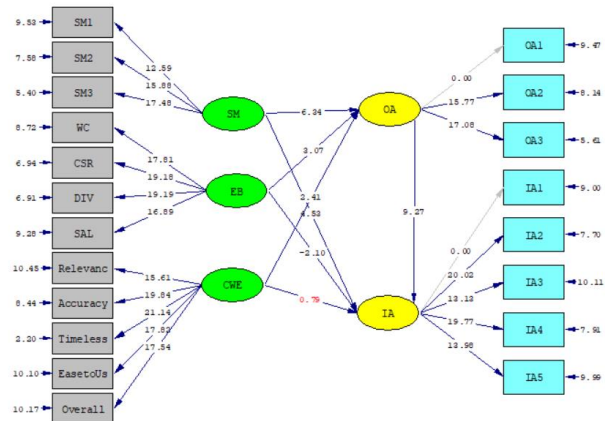 9.53 SM1
7.58 SM2
5.40 SM3
8.72 WC
6.94 CSR
6.91 DIV
9.28 SAL
10.45 Relevanc
8.44 Accuracy
2.20 Timeless
10.10 EasetoUs
10.17 Overall
12.59
15.88
17.48
17.81
19.18
19.19
16.89
15.61
19.84
21.14
17.82
17.54
SM
EB
CWE
6.34
3.07
2.41
4.53
-2.10
0.79
OA
9.27
IA
0.00
15.77
17.08
0.00
20.02
13.13
19.77
13.98
OA1 9.47
OA2 8.14
OA3 5.61
IA1 9.00
IA2 7.70
IA3 10.11
IA4 7.91
IA5 9.99